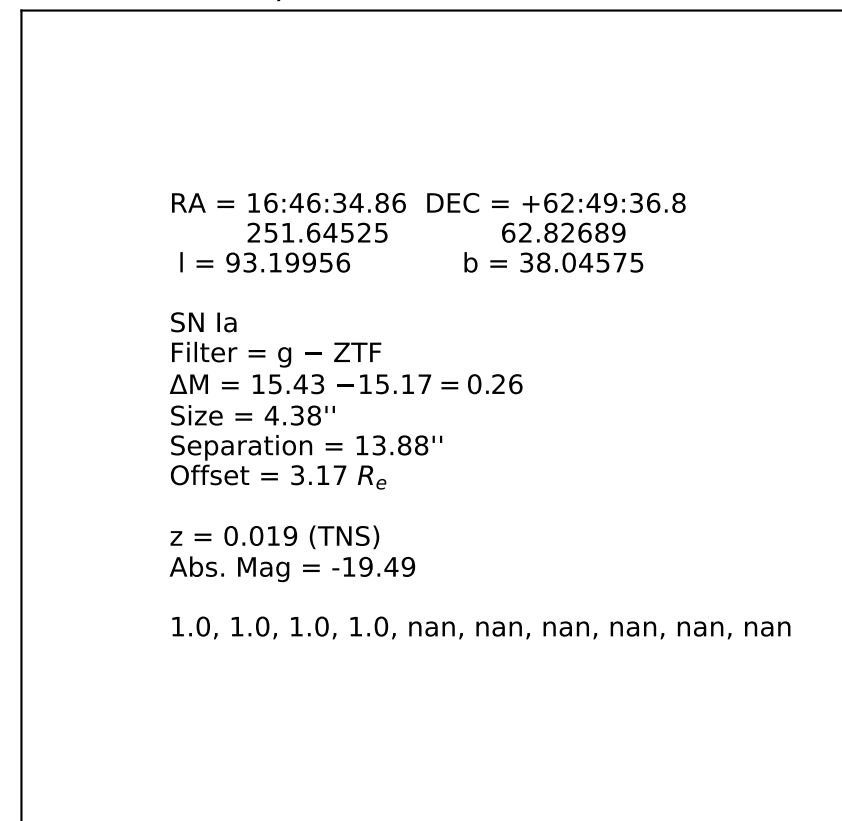 RA = 16:46:34.86 DEC = +62:49:36.8
251.64525 62.82689
l = 93.19956 b = 38.04575
SN Ia
Filter = g − ZTF
ΔM = 15.43 −15.17 = 0.26
Size = 4.38''
Separation = 13.88''
Offset = 3.17 Rₑ
z = 0.019 (TNS)
Abs. Mag = -19.49
1.0, 1.0, 1.0, 1.0, nan, nan, nan, nan, nan, nan